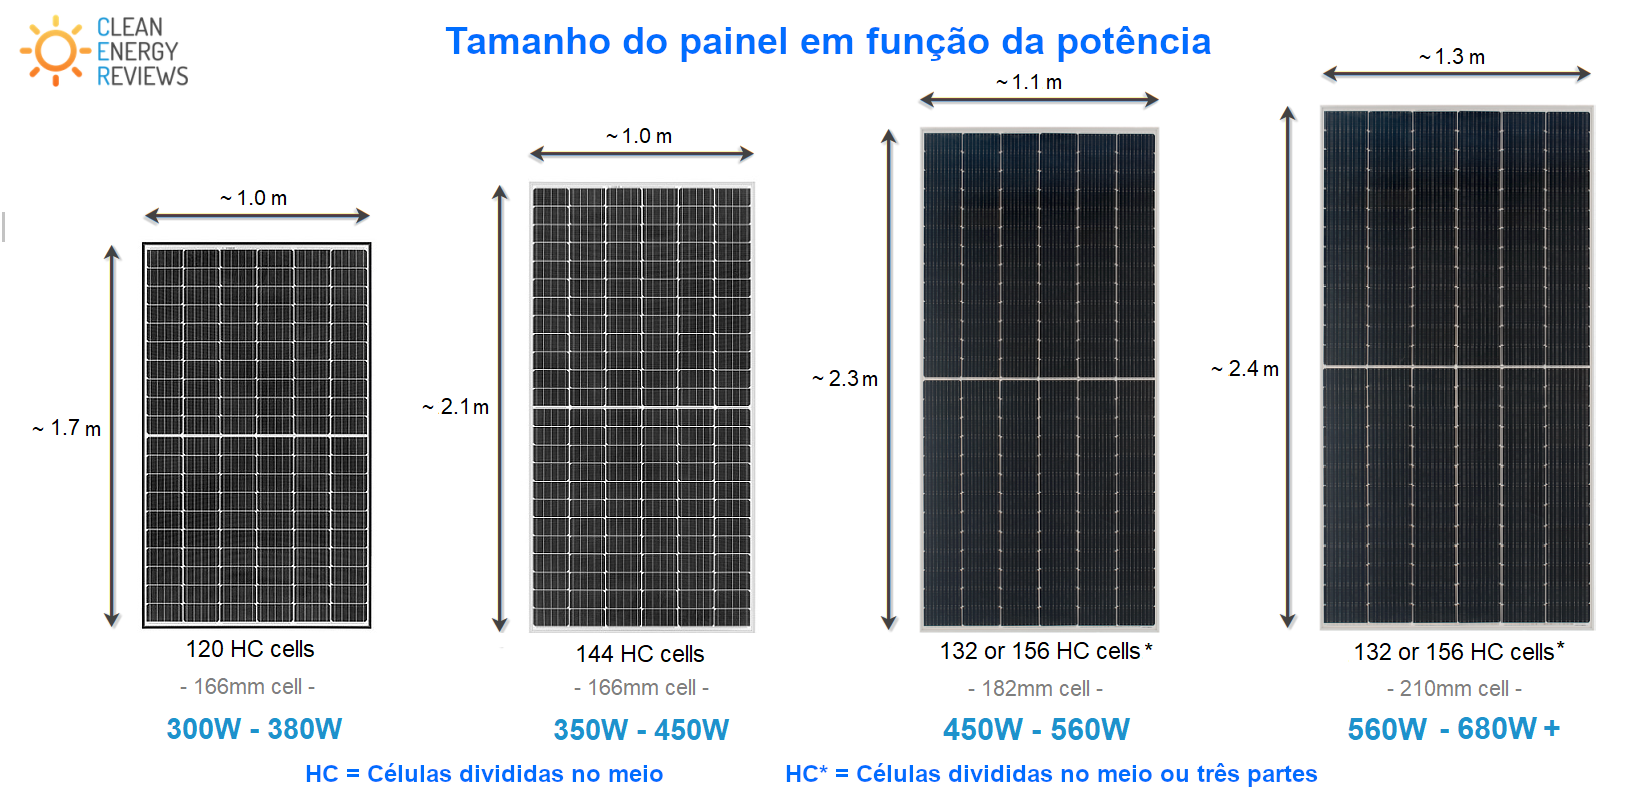 CLEAN
ENERGY
REVIEWS
Tamanho do painel em função da potência
~ 1.0 m
~ 1.7 m
120 HC cells
- 166mm cell -
300W - 380W
~ 1.0 m
~ 2.1 m
144 HC cells
- 166mm cell -
350W - 450W
~ 1.1 m
~ 2.3 m
132 or 156 HC cells *
- 182mm cell -
450W - 560W
~ 1.3 m
~ 2.4 m
132 or 156 HC cells*
- 210mm cell -
560W - 680W +
HC = Células divididas no meio
HC* = Células divididas no meio ou três partes